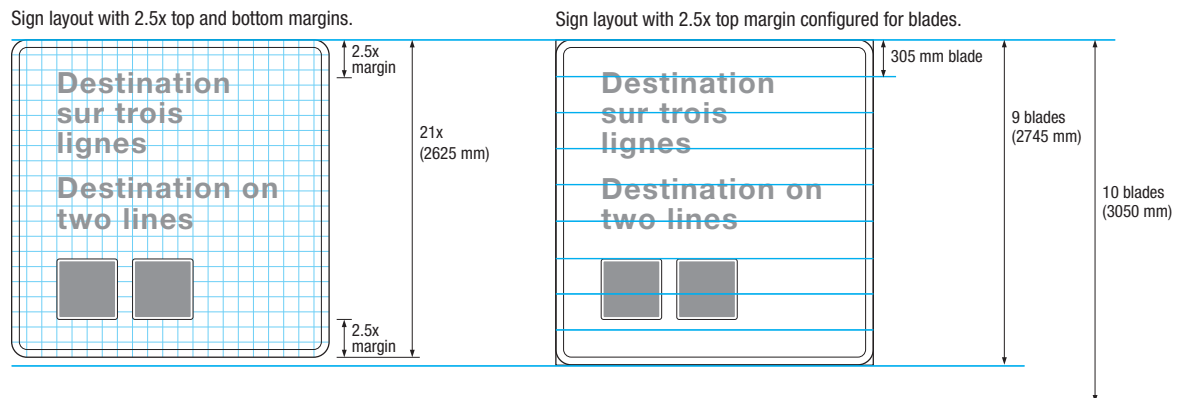 Sign layout with 2.5x top and bottom margins.
2.5x
margin
Destination
sur trois
lignes
Destination on
two lines
21x
(2625 mm)
2.5x
margin
Sign layout with 2.5x top margin configured for blades.
305 mm blade
Destination
sur trois
lignes
Destination on
two lines
9 blades
(2745 mm)
10 blades
(3050 mm)